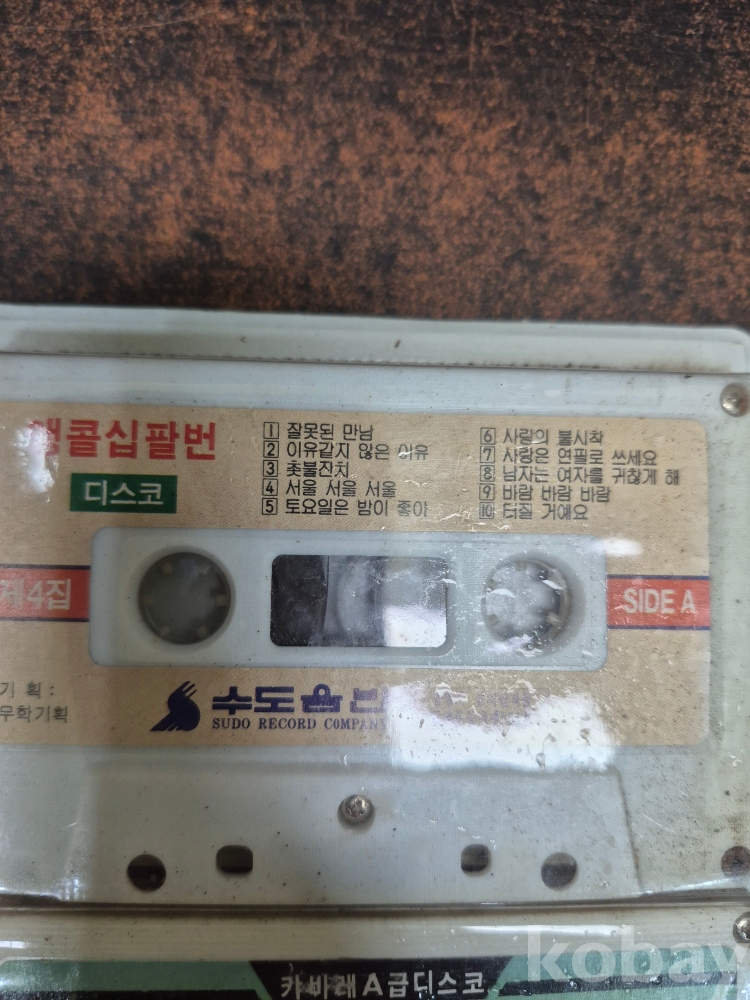 앵콜십팔번
디스코
1 잘못된 만남
2 이유같지 않은 이유
3 촛불잔치
4 서울 서울 서울
5 토요일은 밤이 좋아
6 사랑의 불시착
7 사랑은 연필로 쓰세요
8 남자는 여자를 귀찮게 해
9 바람 바람 바람
10 터질 거에요
제4집
SIDE A
기 획 :
무학기획
수도음반
SUDO RECORD COMPANY
카바레A급디스코
kobay